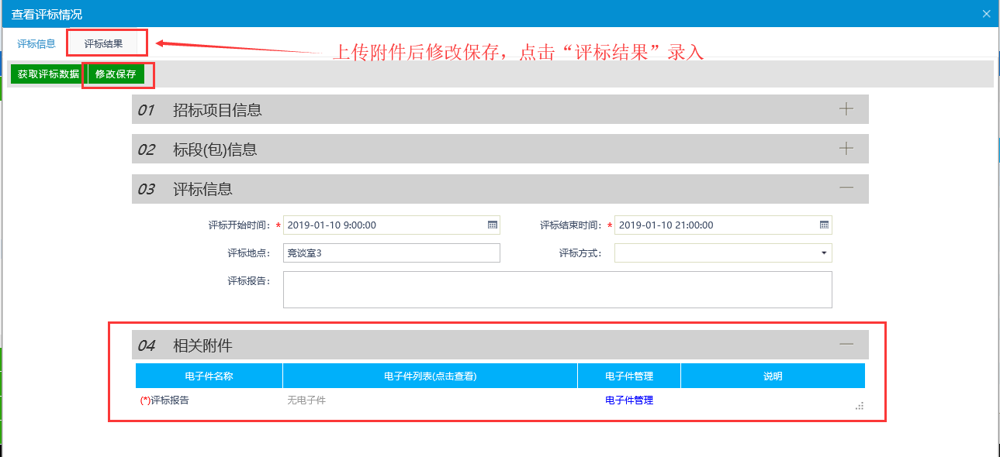 查看评标情况
评标信息 评标结果
上传附件后修改保存，点击“评标结果”录入
获取评标数据 修改保存
01 招标项目信息
02 标段(包)信息
03 评标信息
评标开始时间： * 2019-01-10 9:00:00 评标结束时间： * 2019-01-10 21:00:00
评标地点： 竞谈室3 评标方式：
评标报告：
04 相关附件
电子件名称 电子件列表(点击查看) 电子件管理 说明
(*)评标报告 无电子件 电子件管理